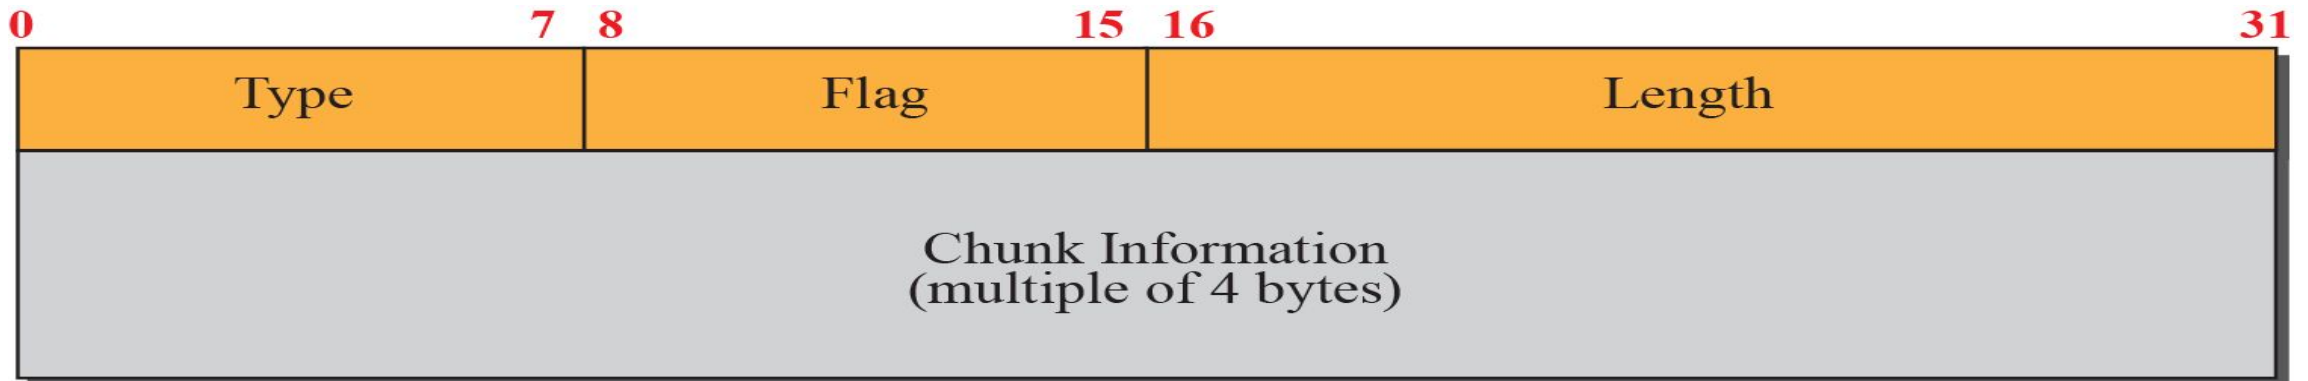 0 7 8 15 16 31
Type Flag Length
Chunk Information
(multiple of 4 bytes)